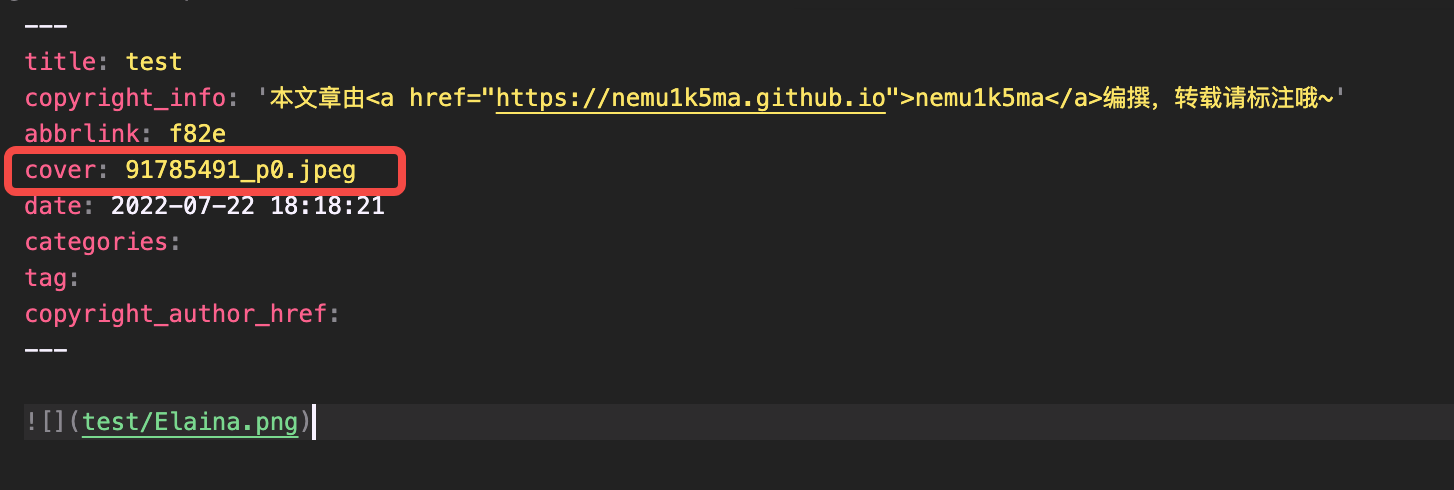 ---
title: test
copyright_info: '本文章由<a href="https://nemu1k5ma.github.io">nemu1k5ma</a>编撰，转载请标注哦~'
abbrlink: f82e
cover: 91785491_p0.jpeg
date: 2022-07-22 18:18:21
categories:
tag:
copyright_author_href:
---
![](test/Elaina.png)